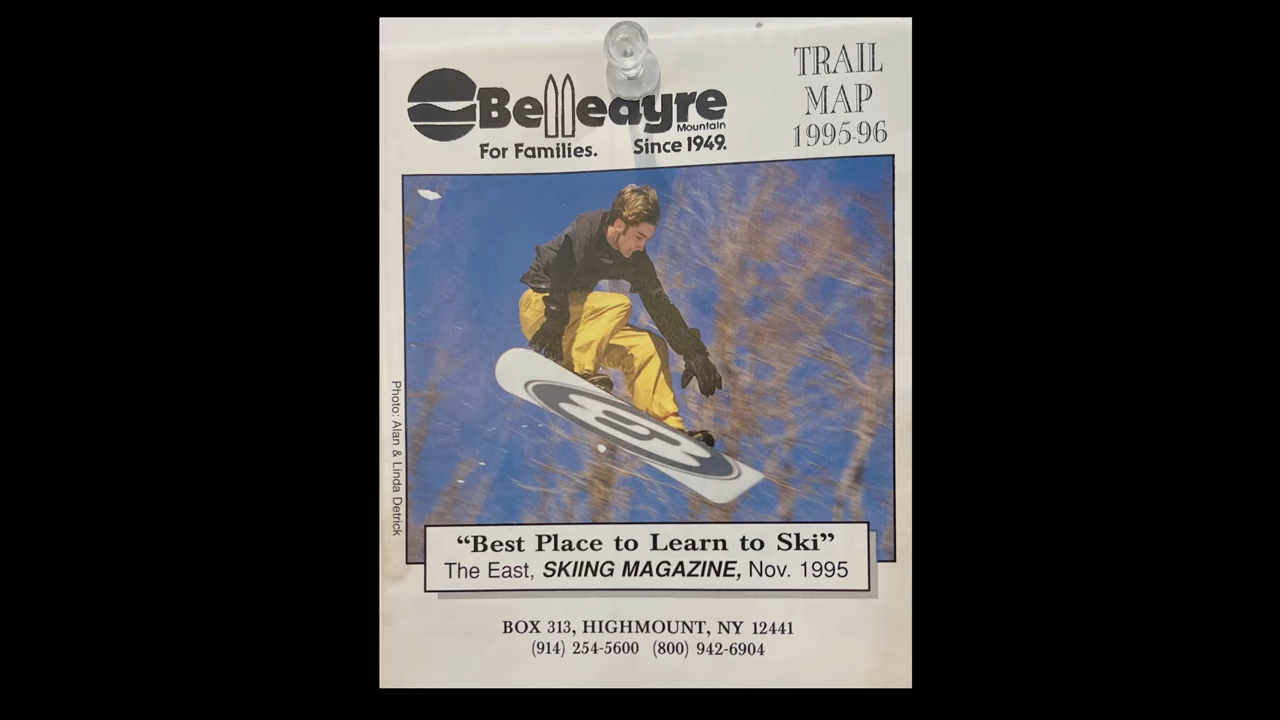 Belleayre
Mountain
For Families. Since 1949.
TRAIL
MAP
1995-96
Photo: Alan & Linda Detrick
“Best Place to Learn to Ski”
The East, SKIING MAGAZINE, Nov. 1995
BOX 313, HIGHMOUNT, NY 12441
(914) 254-5600 (800) 942-6904